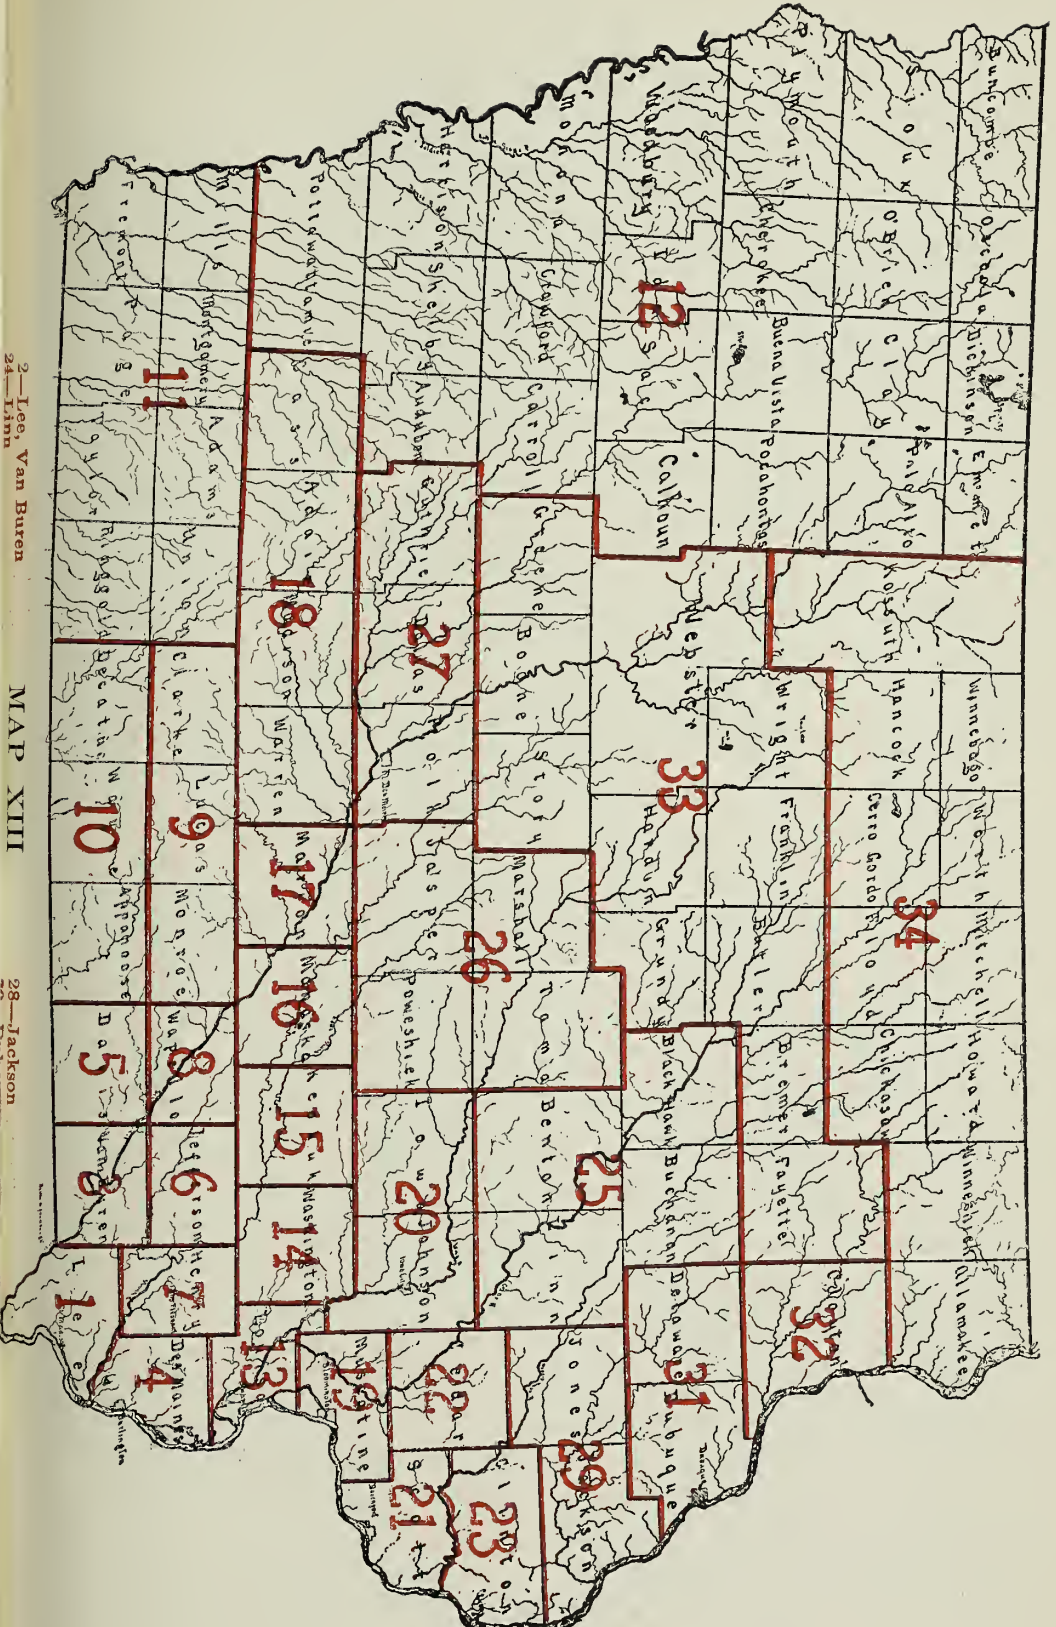 Buncombe
Osceola
Dickinson
Emmet
Winnebago
Worth
Mitchell
Howard
Winneshiek
Allamakee
Sioux
O'Brien
Clay
Palo Alto
Kossuth
Hancock
Cerro Gordo
Floyd
Chickasaw
34
Plymouth
Cherokee
Buena Vista
Pocahontas
Wright
Franklin
Butler
Bremer
Fayette
Clayton
32
Woodbury
Ida
12
Sac
Calhoun
Webster
33
Hardin
Grundy
Black Hawk
Buchanan
Delaware
31
Dubuque
Dubuque
Monona
Crawford
Carroll
Greene
Boone
Story
Marshall
Tama
Benton
25
Linn
Jones
29
Jackson
Harrison
Shelby
Audubon
Guthrie
27
Dallas
Polk
Jasper
26
Poweshiek
Iowa
20
Johnson
Cedar
22
Clinton
23
Scott
21
Pottawattamie
Cass
Adair
18
Madison
Warren
Marion
17
Mahaska
16
Keokuk
15
Washington
14
Muscatine
19
13
Mills
Montgomery
Adams
Union
Clarke
Lucas
9
Monroe
Wapello
8
Jefferson
6
Henry
7
Des Moines
4
Burlington
Fremont
Page
11
Taylor
Ringgold
Decatur
Wayne
10
Appanoose
Davis
5
Van Buren
Lee
1
MAP XIII
2—Lee, Van Buren
24—Linn
28—Jackson